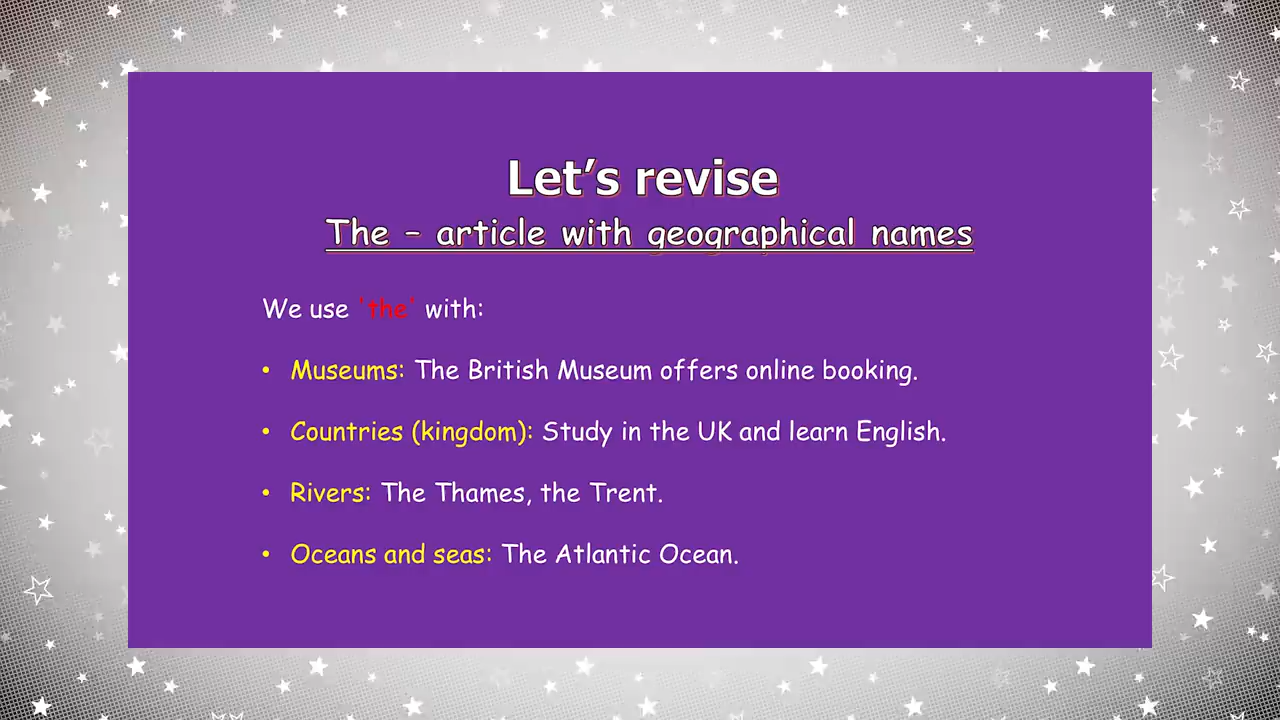 Let’s revise
The – article with geographical names
We use 'the' with:
• Museums: The British Museum offers online booking.
• Countries (kingdom): Study in the UK and learn English.
• Rivers: The Thames, the Trent.
• Oceans and seas: The Atlantic Ocean.